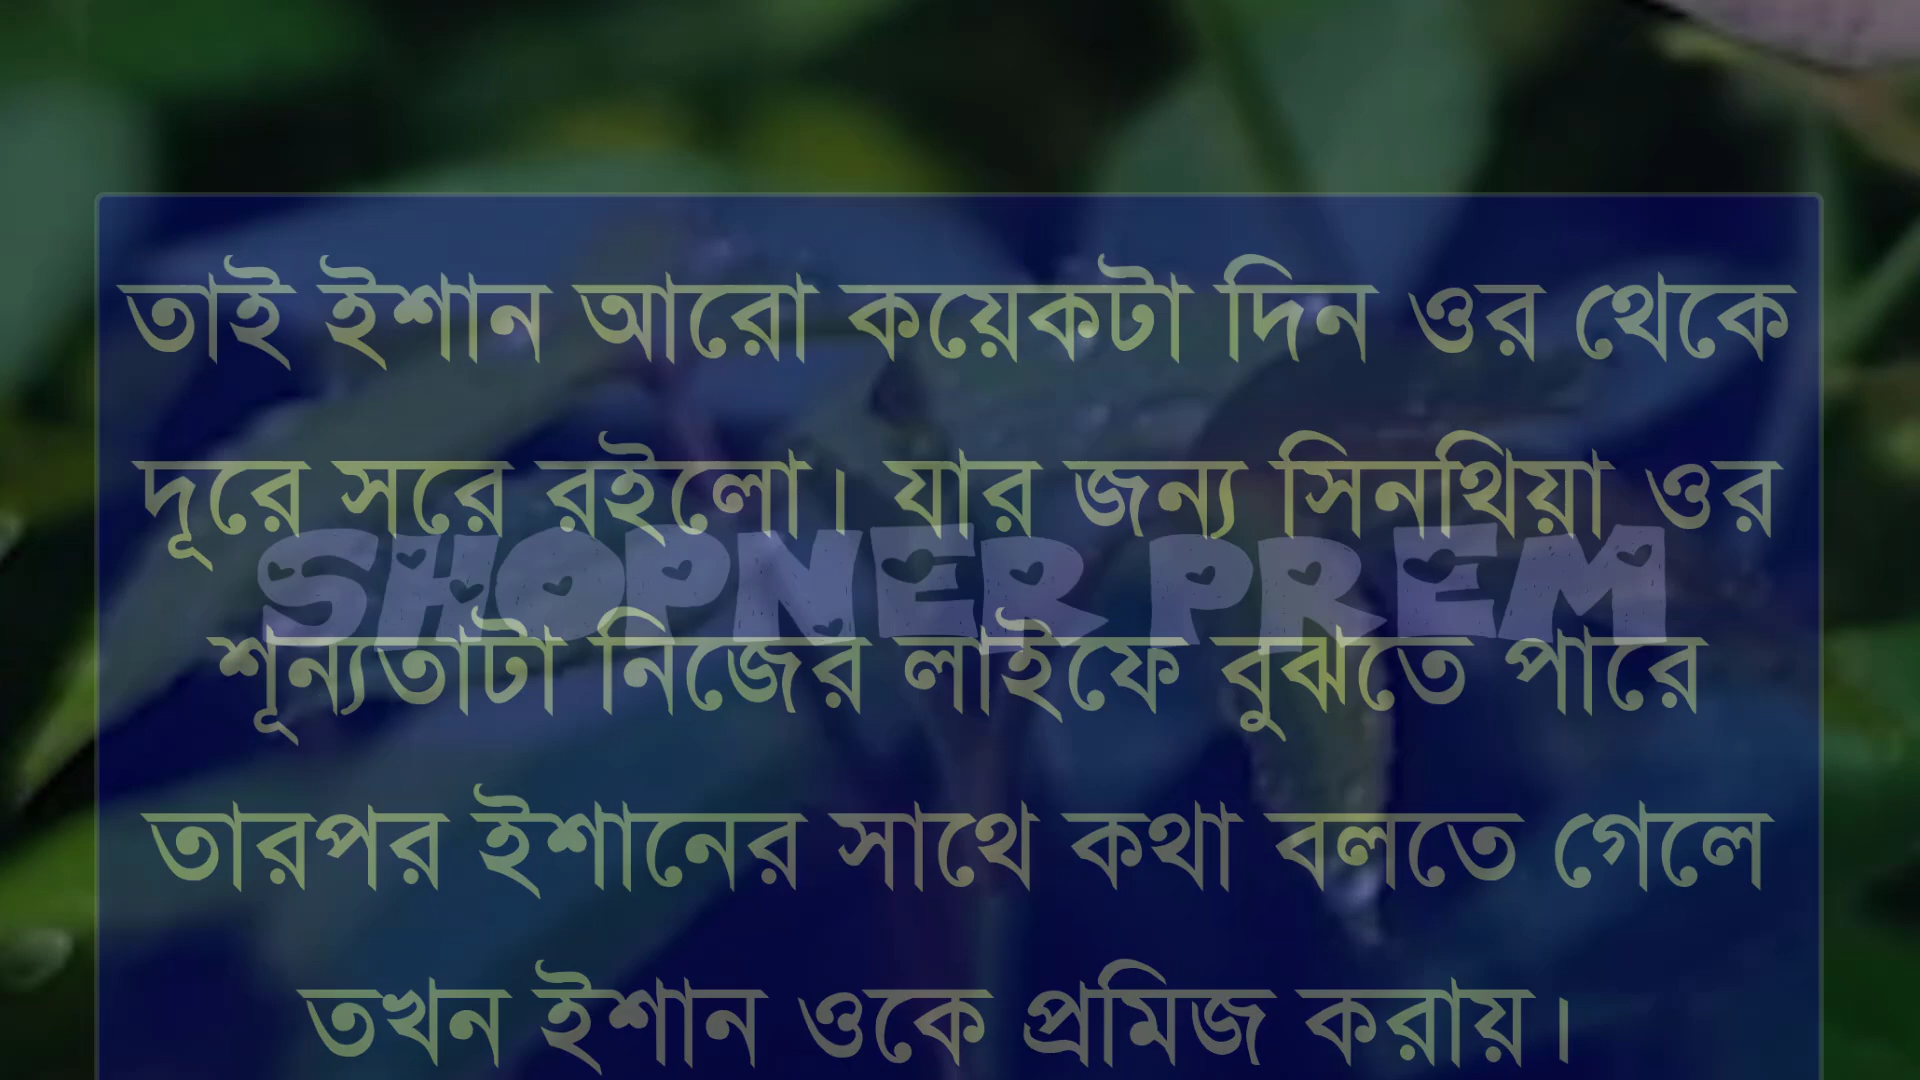 তাই ইশান আরো কয়েকটা দিন ওর থেকে
দূরে সরে রইলো। যার জন্য সিনথিয়া ওর
SHOPNER PREM
শূন্যতাটা নিজের লাইফে বুঝতে পারে
তারপর ইশানের সাথে কথা বলতে গেলে
তখন ইশান ওকে প্রমিজ করায়।